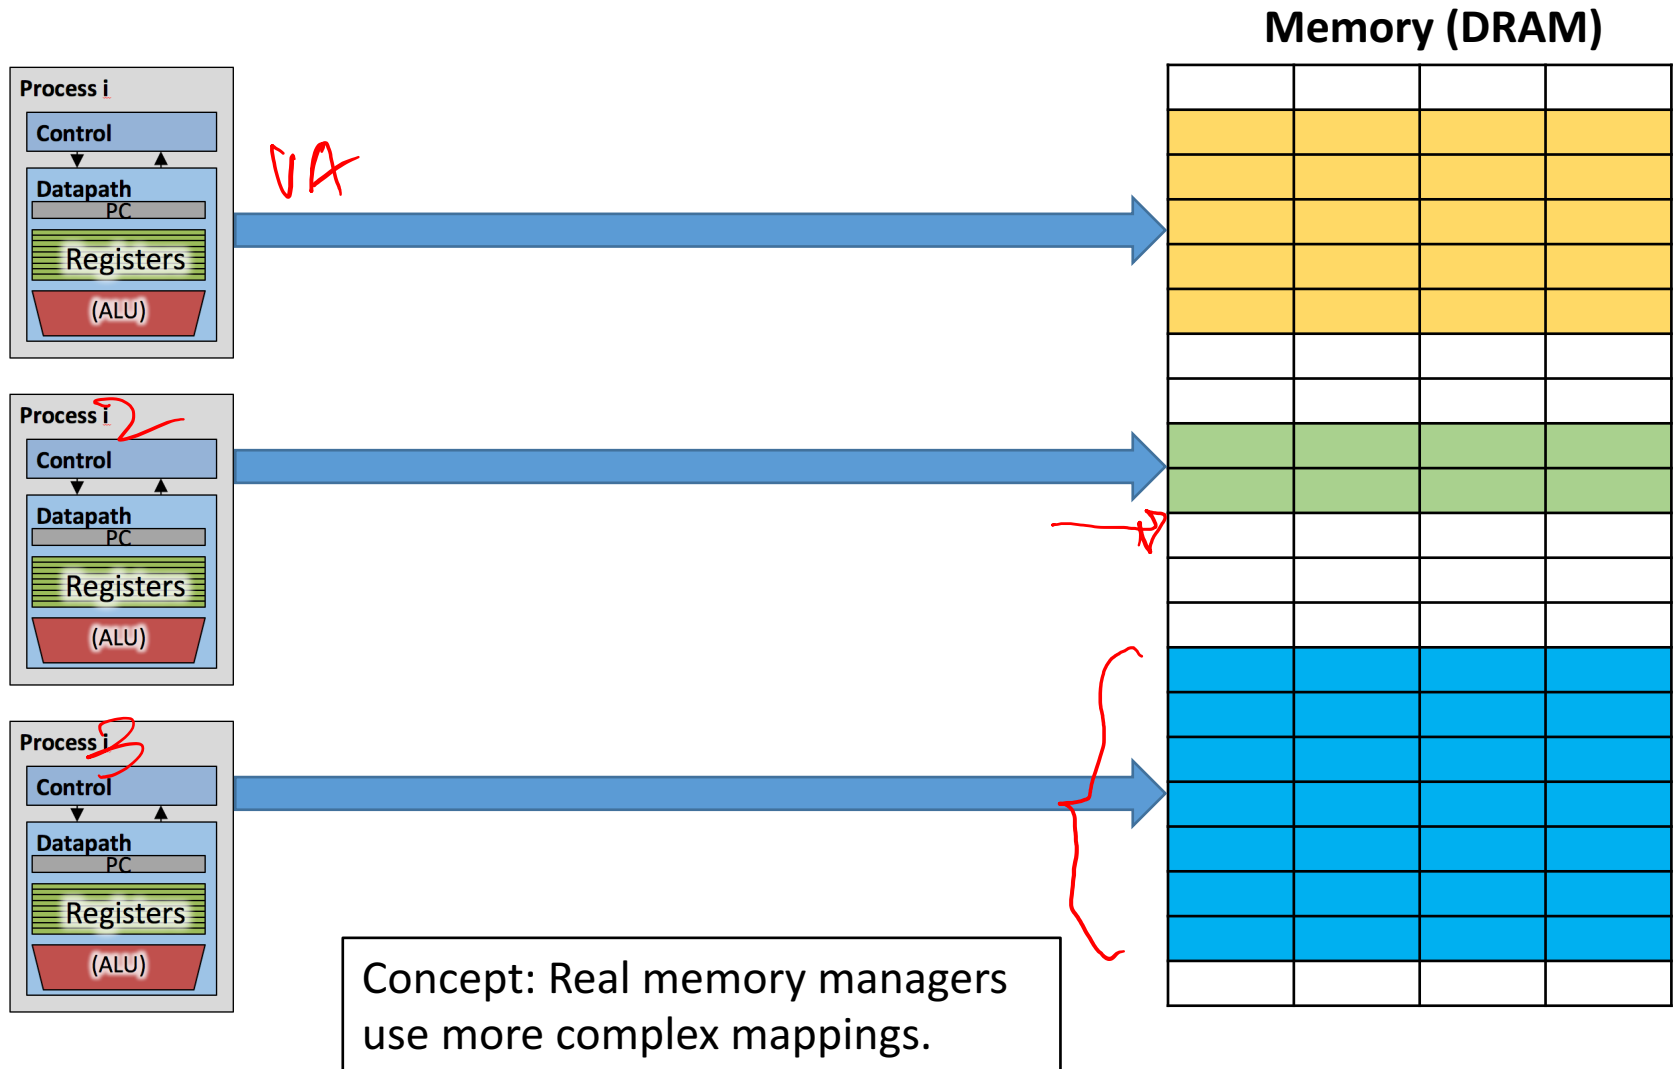 Memory (DRAM)
Process i
Control
Datapath
PC
Registers
(ALU)
VA
Process i 2
Control
Datapath
PC
Registers
(ALU)
Process i 3
Control
Datapath
PC
Registers
(ALU)
Concept: Real memory managers
use more complex mappings.